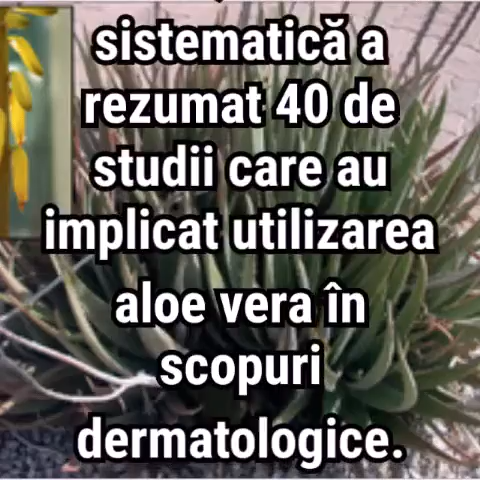 sistematică a
rezumat 40 de
studii care au
implicat utilizarea
aloe vera în
scopuri
dermatologice.